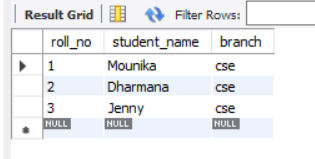 Result Grid Filter Rows:
roll_no student_name branch
1 Mounika cse
2 Dharmana cse
3 Jenny cse
NULL NULL NULL